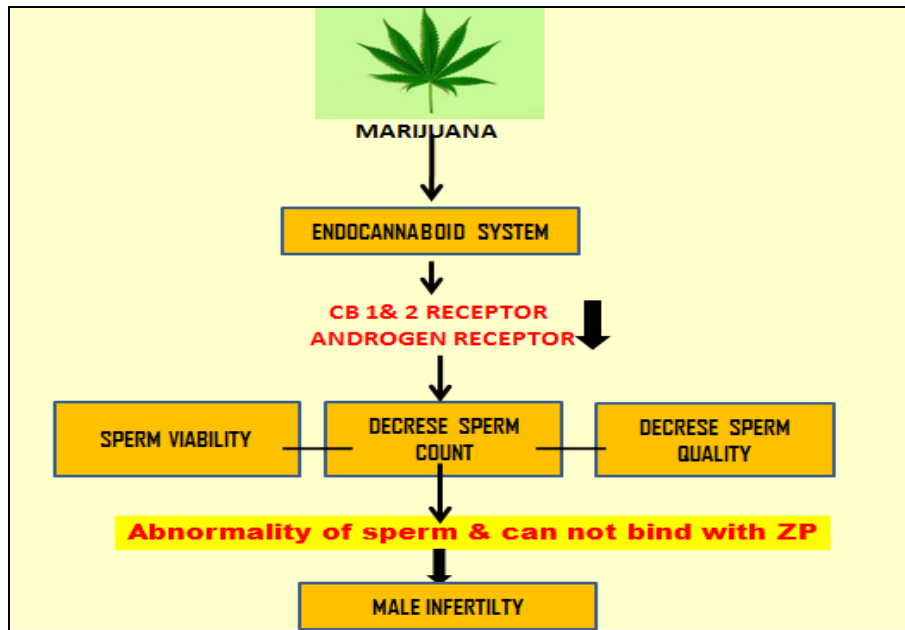 MARIJUANA
ENDOCANNABOID SYSTEM
CB 1& 2 RECEPTOR
ANDROGEN RECEPTOR
SPERM VIABILITY
DECRESE SPERM
COUNT
DECRESE SPERM
QUALITY
Abnormality of sperm & can not bind with ZP
MALE INFERTILTY